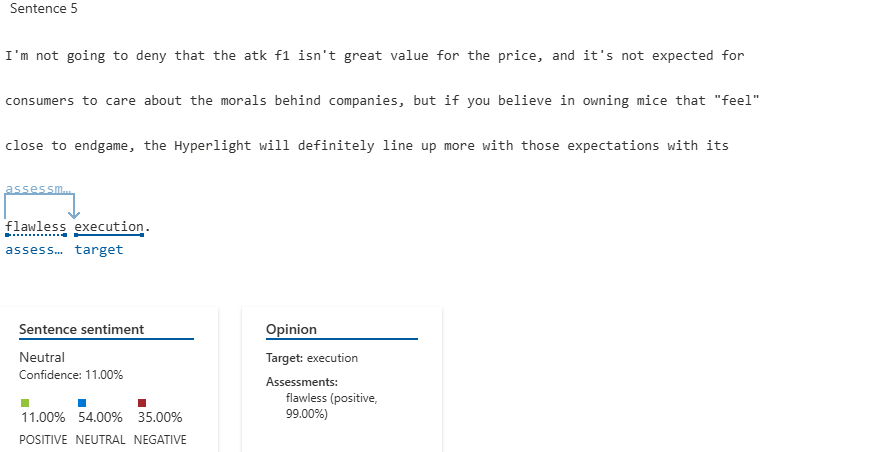 Sentence 5
I'm not going to deny that the atk f1 isn't great value for the price, and it's not expected for
consumers to care about the morals behind companies, but if you believe in owning mice that "feel"
close to endgame, the Hyperlight will definitely line up more with those expectations with its
assessm…
flawless execution.
assess… target
Sentence sentiment
Neutral
Confidence: 11.00%
11.00% 54.00% 35.00%
POSITIVE NEUTRAL NEGATIVE
Opinion
Target: execution
Assessments:
flawless (positive,
99.00%)